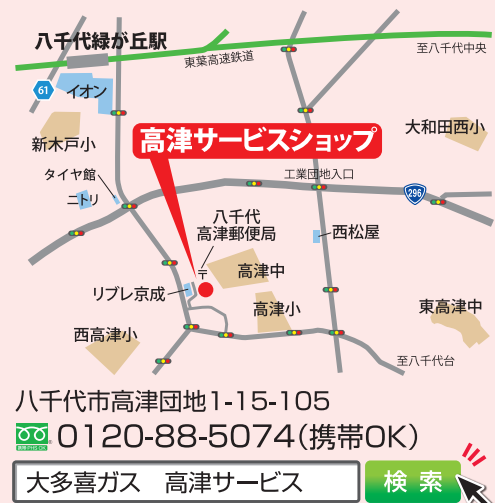 八千代緑が丘駅
至八千代中央
東葉高速鉄道
61
イオン
高津サービスショップ
新木戸小
大和田西小
タイヤ館
工業団地入口
ニトリ
296
八千代
高津郵便局
西松屋
〒
高津中
リブレ京成
高津小
東高津中
西高津小
至八千代台
八千代市高津団地1-15-105
0120-88-5074(携帯OK)
大多喜ガス 高津サービス
検索